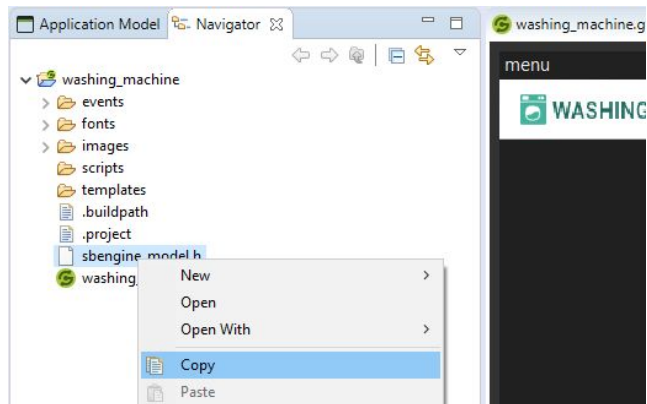 Application Model
Navigator
washing_machine.g
washing_machine
events
fonts
images
scripts
templates
.buildpath
.project
sbengine_model.h
washing_
New
Open
Open With
Copy
Paste
menu
WASHING